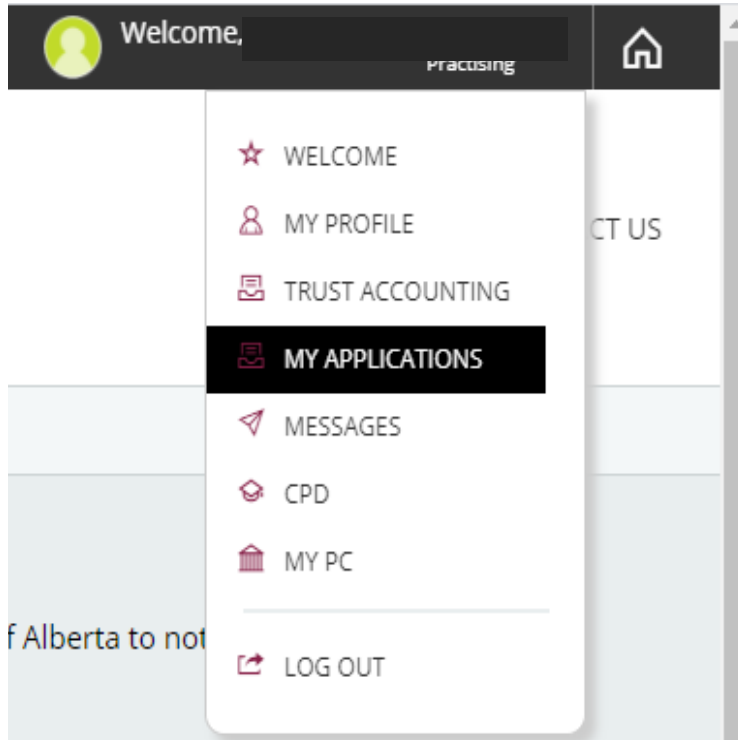 Welcome,
Practising
WELCOME
MY PROFILE
CT US
TRUST ACCOUNTING
MY APPLICATIONS
MESSAGES
CPD
MY PC
f Alberta to not
LOG OUT